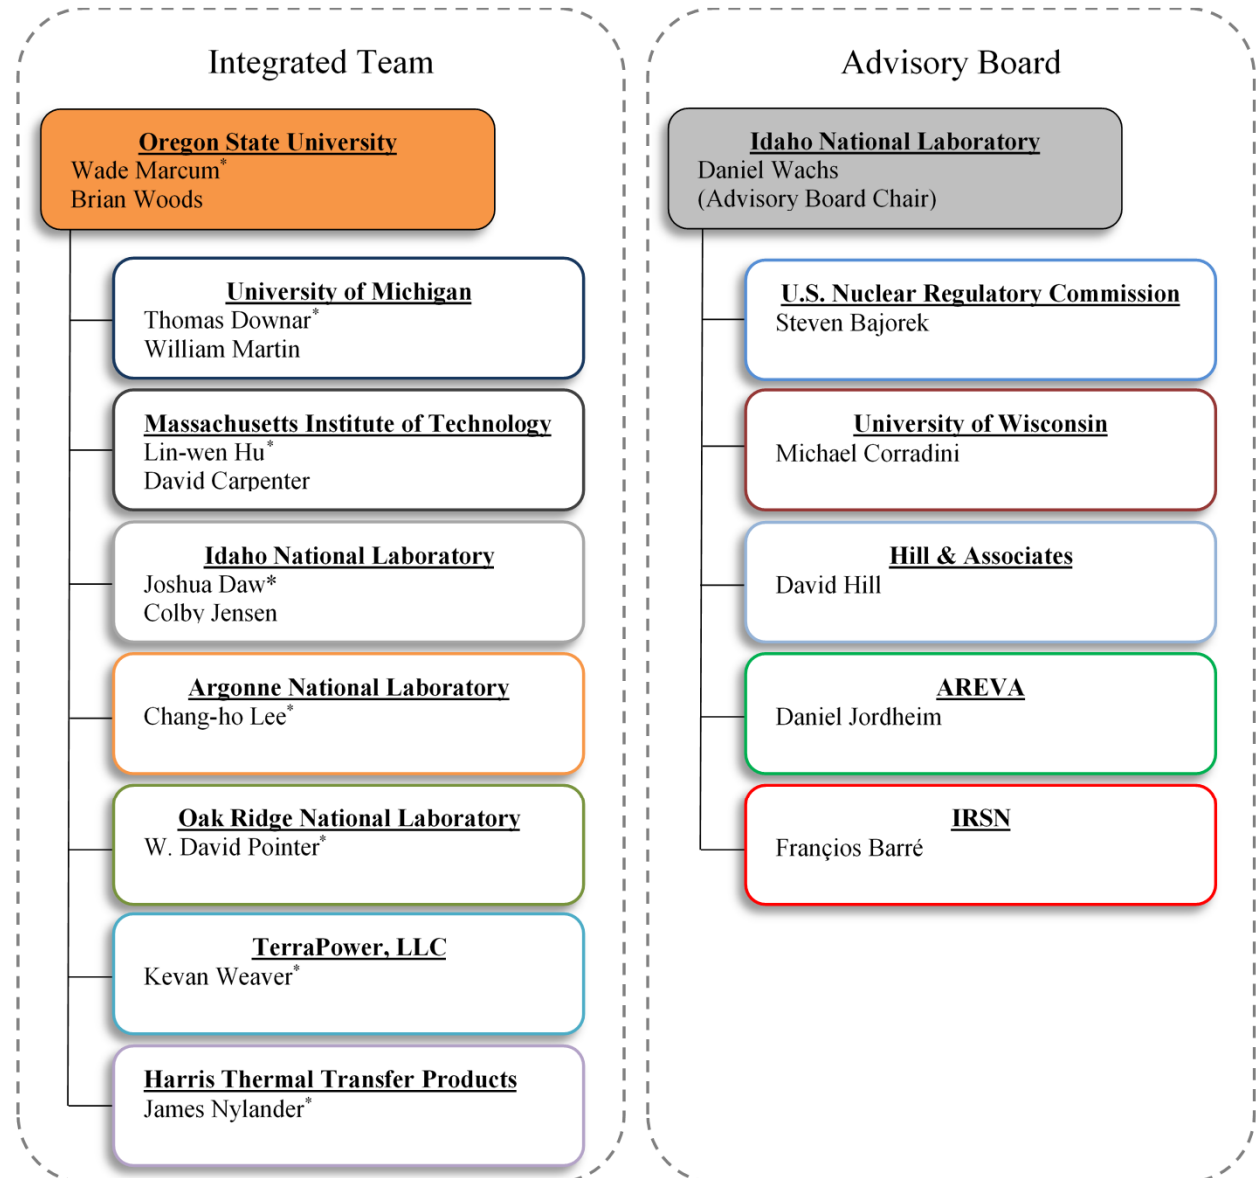 Integrated Team
Oregon State University
Wade Marcum*
Brian Woods
University of Michigan
Thomas Downar*
William Martin
Massachusetts Institute of Technology
Lin-wen Hu*
David Carpenter
Idaho National Laboratory
Joshua Daw*
Colby Jensen
Argonne National Laboratory
Chang-ho Lee*
Oak Ridge National Laboratory
W. David Pointer*
TerraPower, LLC
Kevan Weaver*
Harris Thermal Transfer Products
James Nylander*
Advisory Board
Idaho National Laboratory
Daniel Wachs
(Advisory Board Chair)
U.S. Nuclear Regulatory Commission
Steven Bajorek
University of Wisconsin
Michael Corradini
Hill & Associates
David Hill
AREVA
Daniel Jordheim
IRSN
Françios Barré